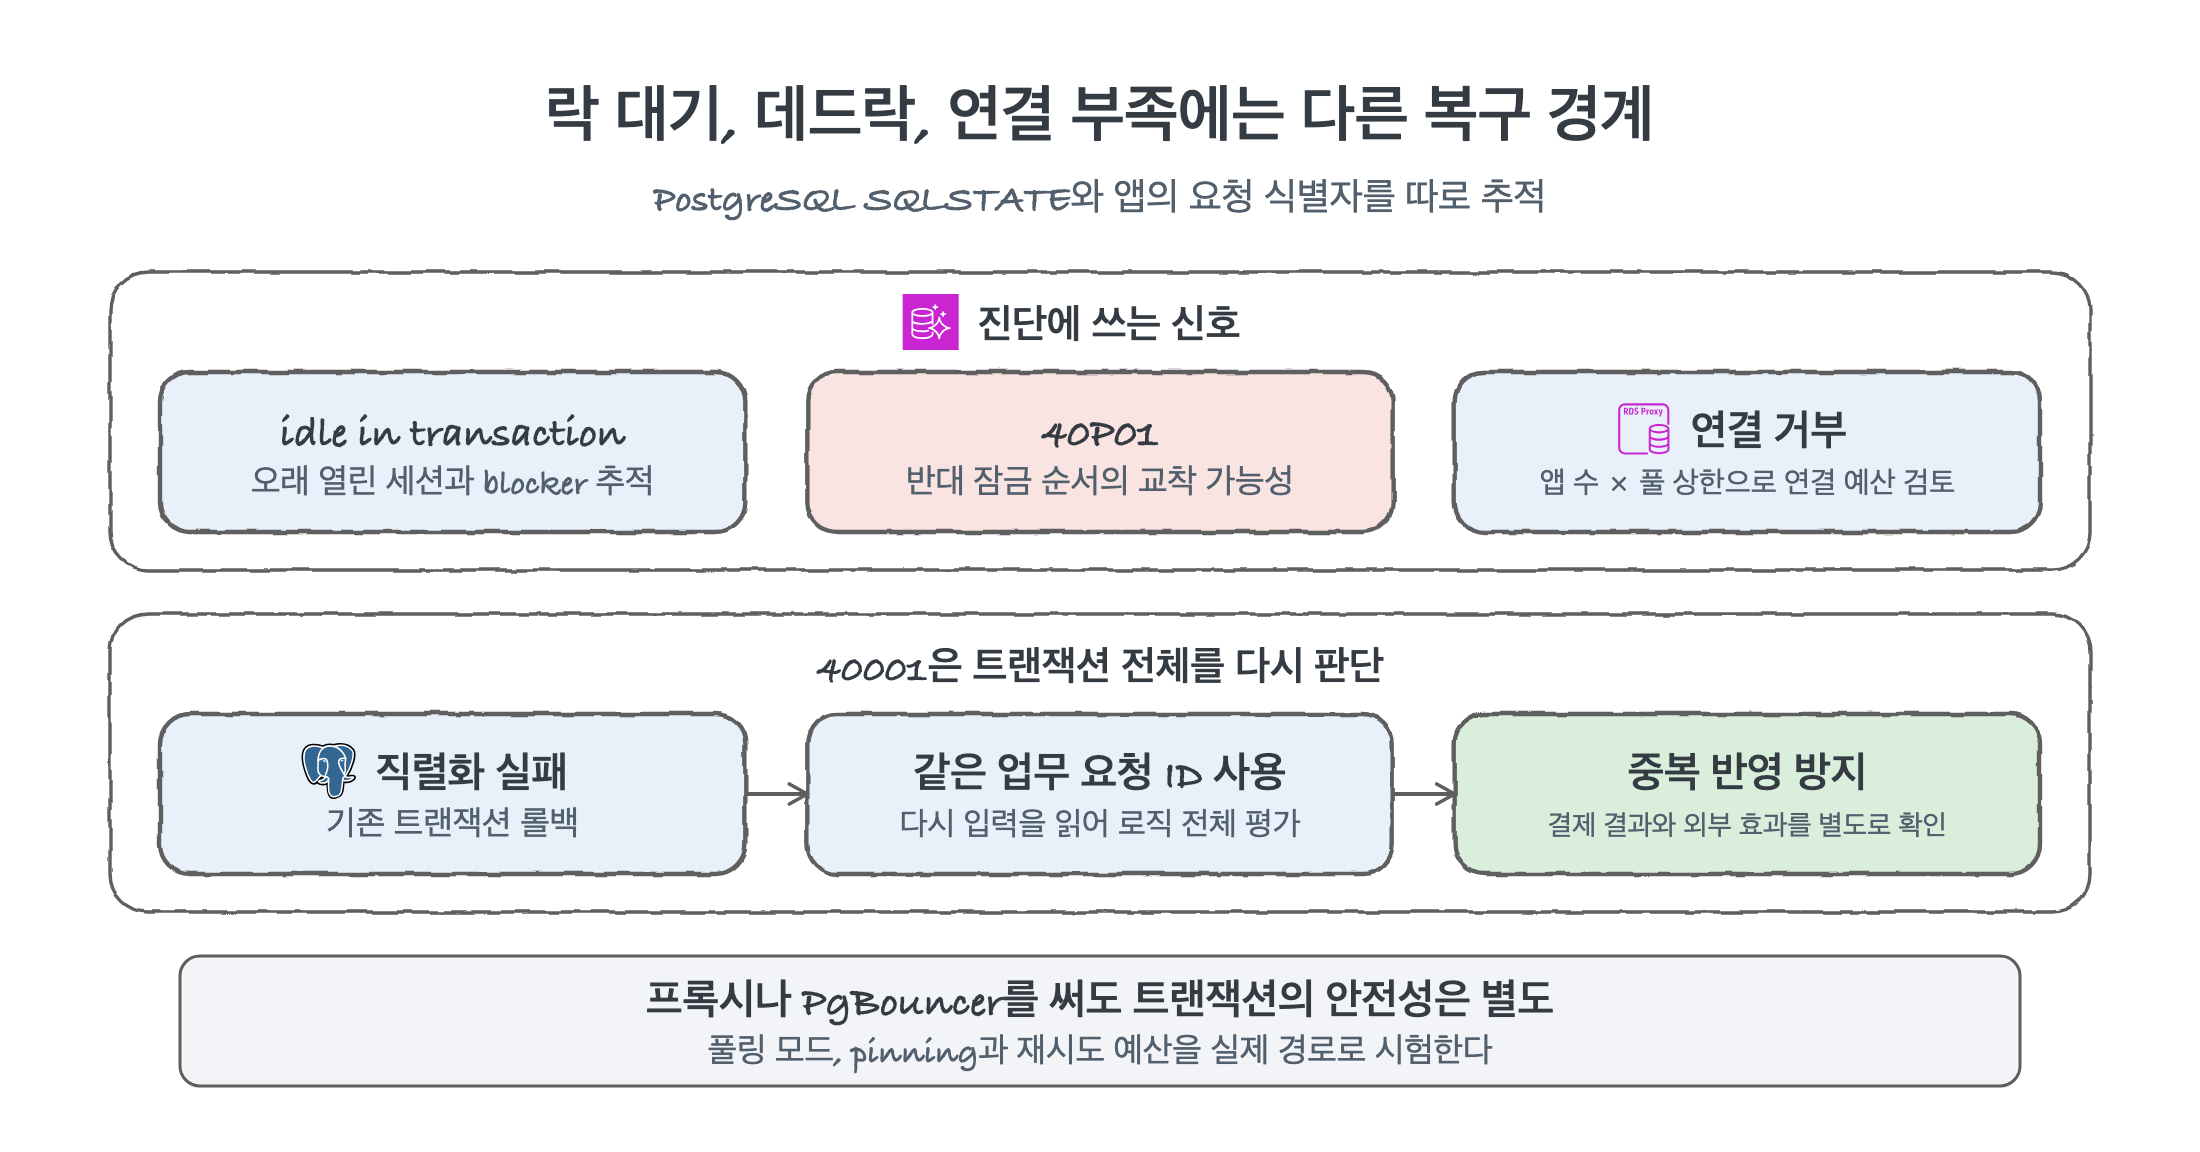 락 대기, 데드락, 연결 부족에는 다른 복구 경계
PostgreSQL SQLSTATE와 앱의 요청 식별자를 따로 추적
진단에 쓰는 신호
idle in transaction
오래 열린 세션과 blocker 추적
40P01
반대 잠금 순서의 교착 가능성
RDS Proxy
연결 거부
앱 수 × 풀 상한으로 연결 예산 검토
40001은 트랜잭션 전체를 다시 판단
직렬화 실패
기존 트랜잭션 롤백
같은 업무 요청 ID 사용
다시 입력을 읽어 로직 전체 평가
중복 반영 방지
결제 결과와 외부 효과를 별도로 확인
프록시나 PgBouncer를 써도 트랜잭션의 안전성은 별도
풀링 모드, pinning과 재시도 예산을 실제 경로로 시험한다